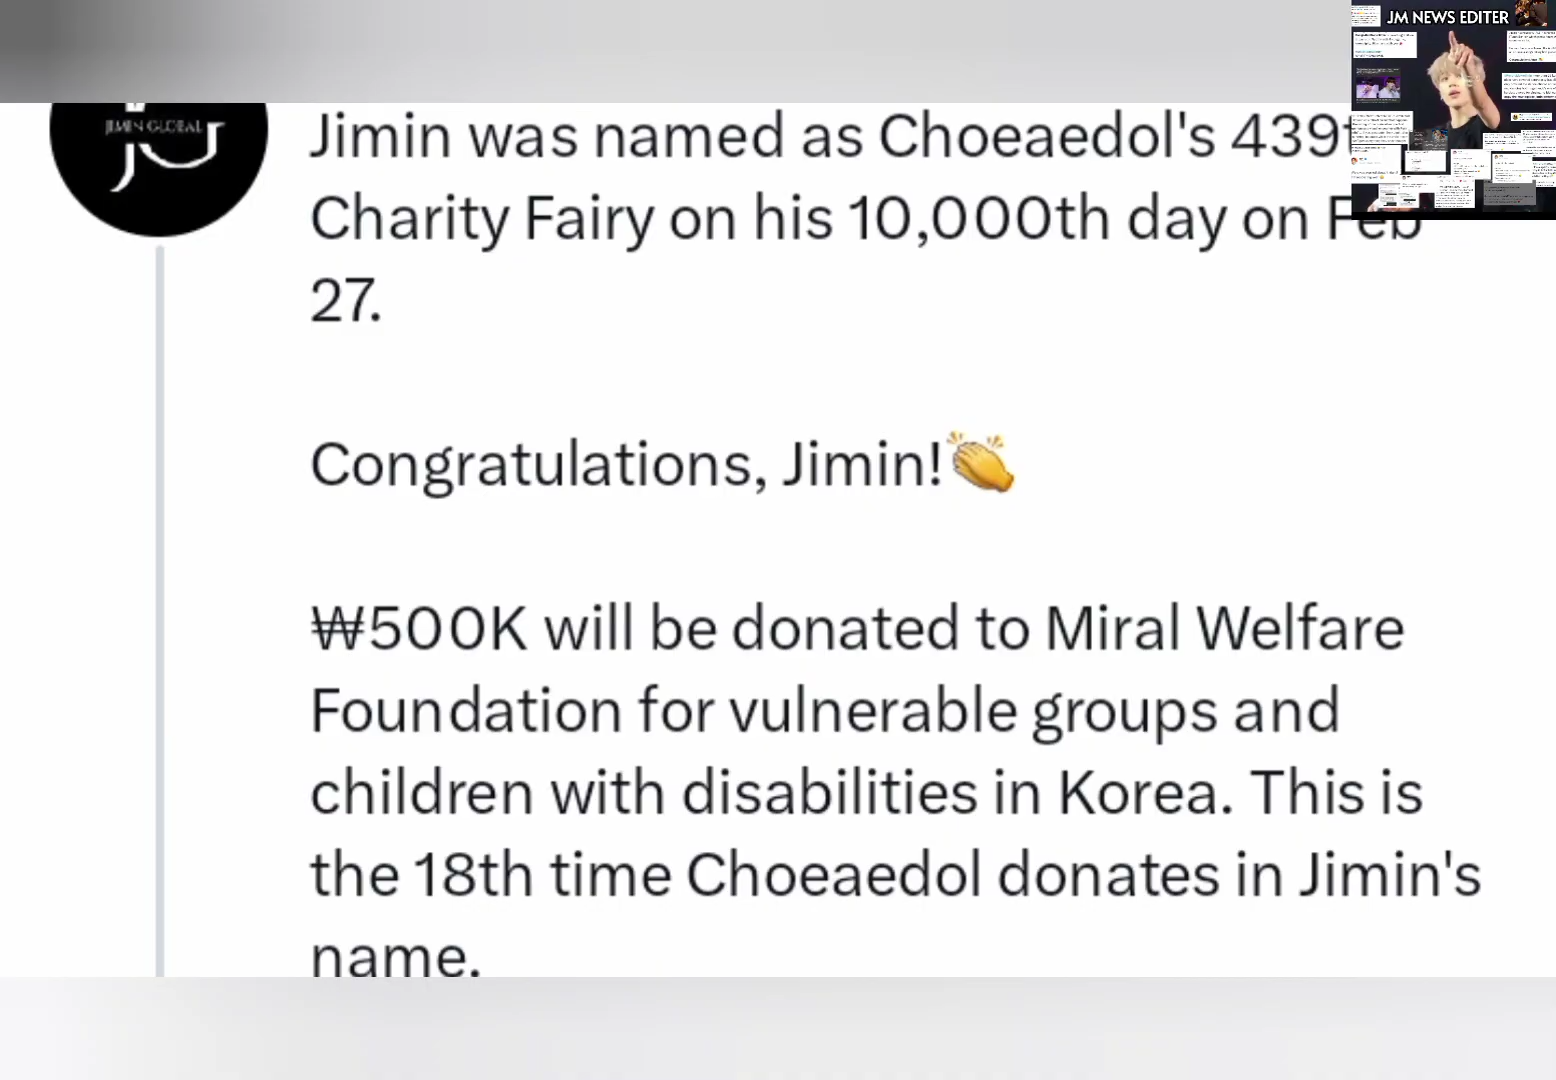 JM NEWS EDITER
JIMIN GLOBAL
Jimin was named as Choeaedol's 439
Charity Fairy on his 10,000th day on Feb
27.
Congratulations, Jimin!👏
₩500K will be donated to Miral Welfare
Foundation for vulnerable groups and
children with disabilities in Korea. This is
the 18th time Choeaedol donates in Jimin's
name.